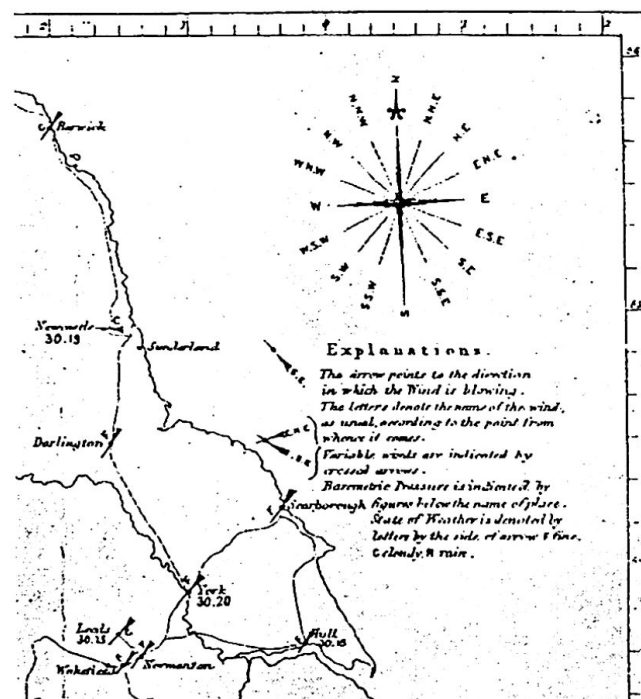 N
N.N.W
N.N.E
N.W
N.E
W.N.W
E.N.E
W
E
W.S.W
E.S.E
S.W
S.E
S.S.W
S.S.E
S
Berwick
C
Newcastle
30.19
Sunderland
Darlington
Scarborough
York
30.20
Leeds
30.15
Wakefield
Normanton
Hull
Explanations.
The arrow points to the direction
in which the Wind is blowing.
The letters denote the name of the wind,
as usual, according to the point from
whence it comes.
Variable winds are indicated by
crossed arrows.
Barometric Pressure is indicated by
figures below the name of place.
State of Weather is denoted by
letters by the side of arrow F fine,
C cloudy, R rain.
S.E.
E.N.E
S.E